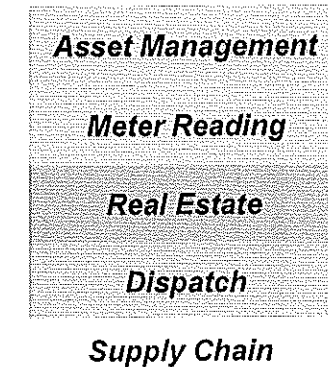 Asset Management
Meter Reading
Real Estate
Dispatch
Supply Chain